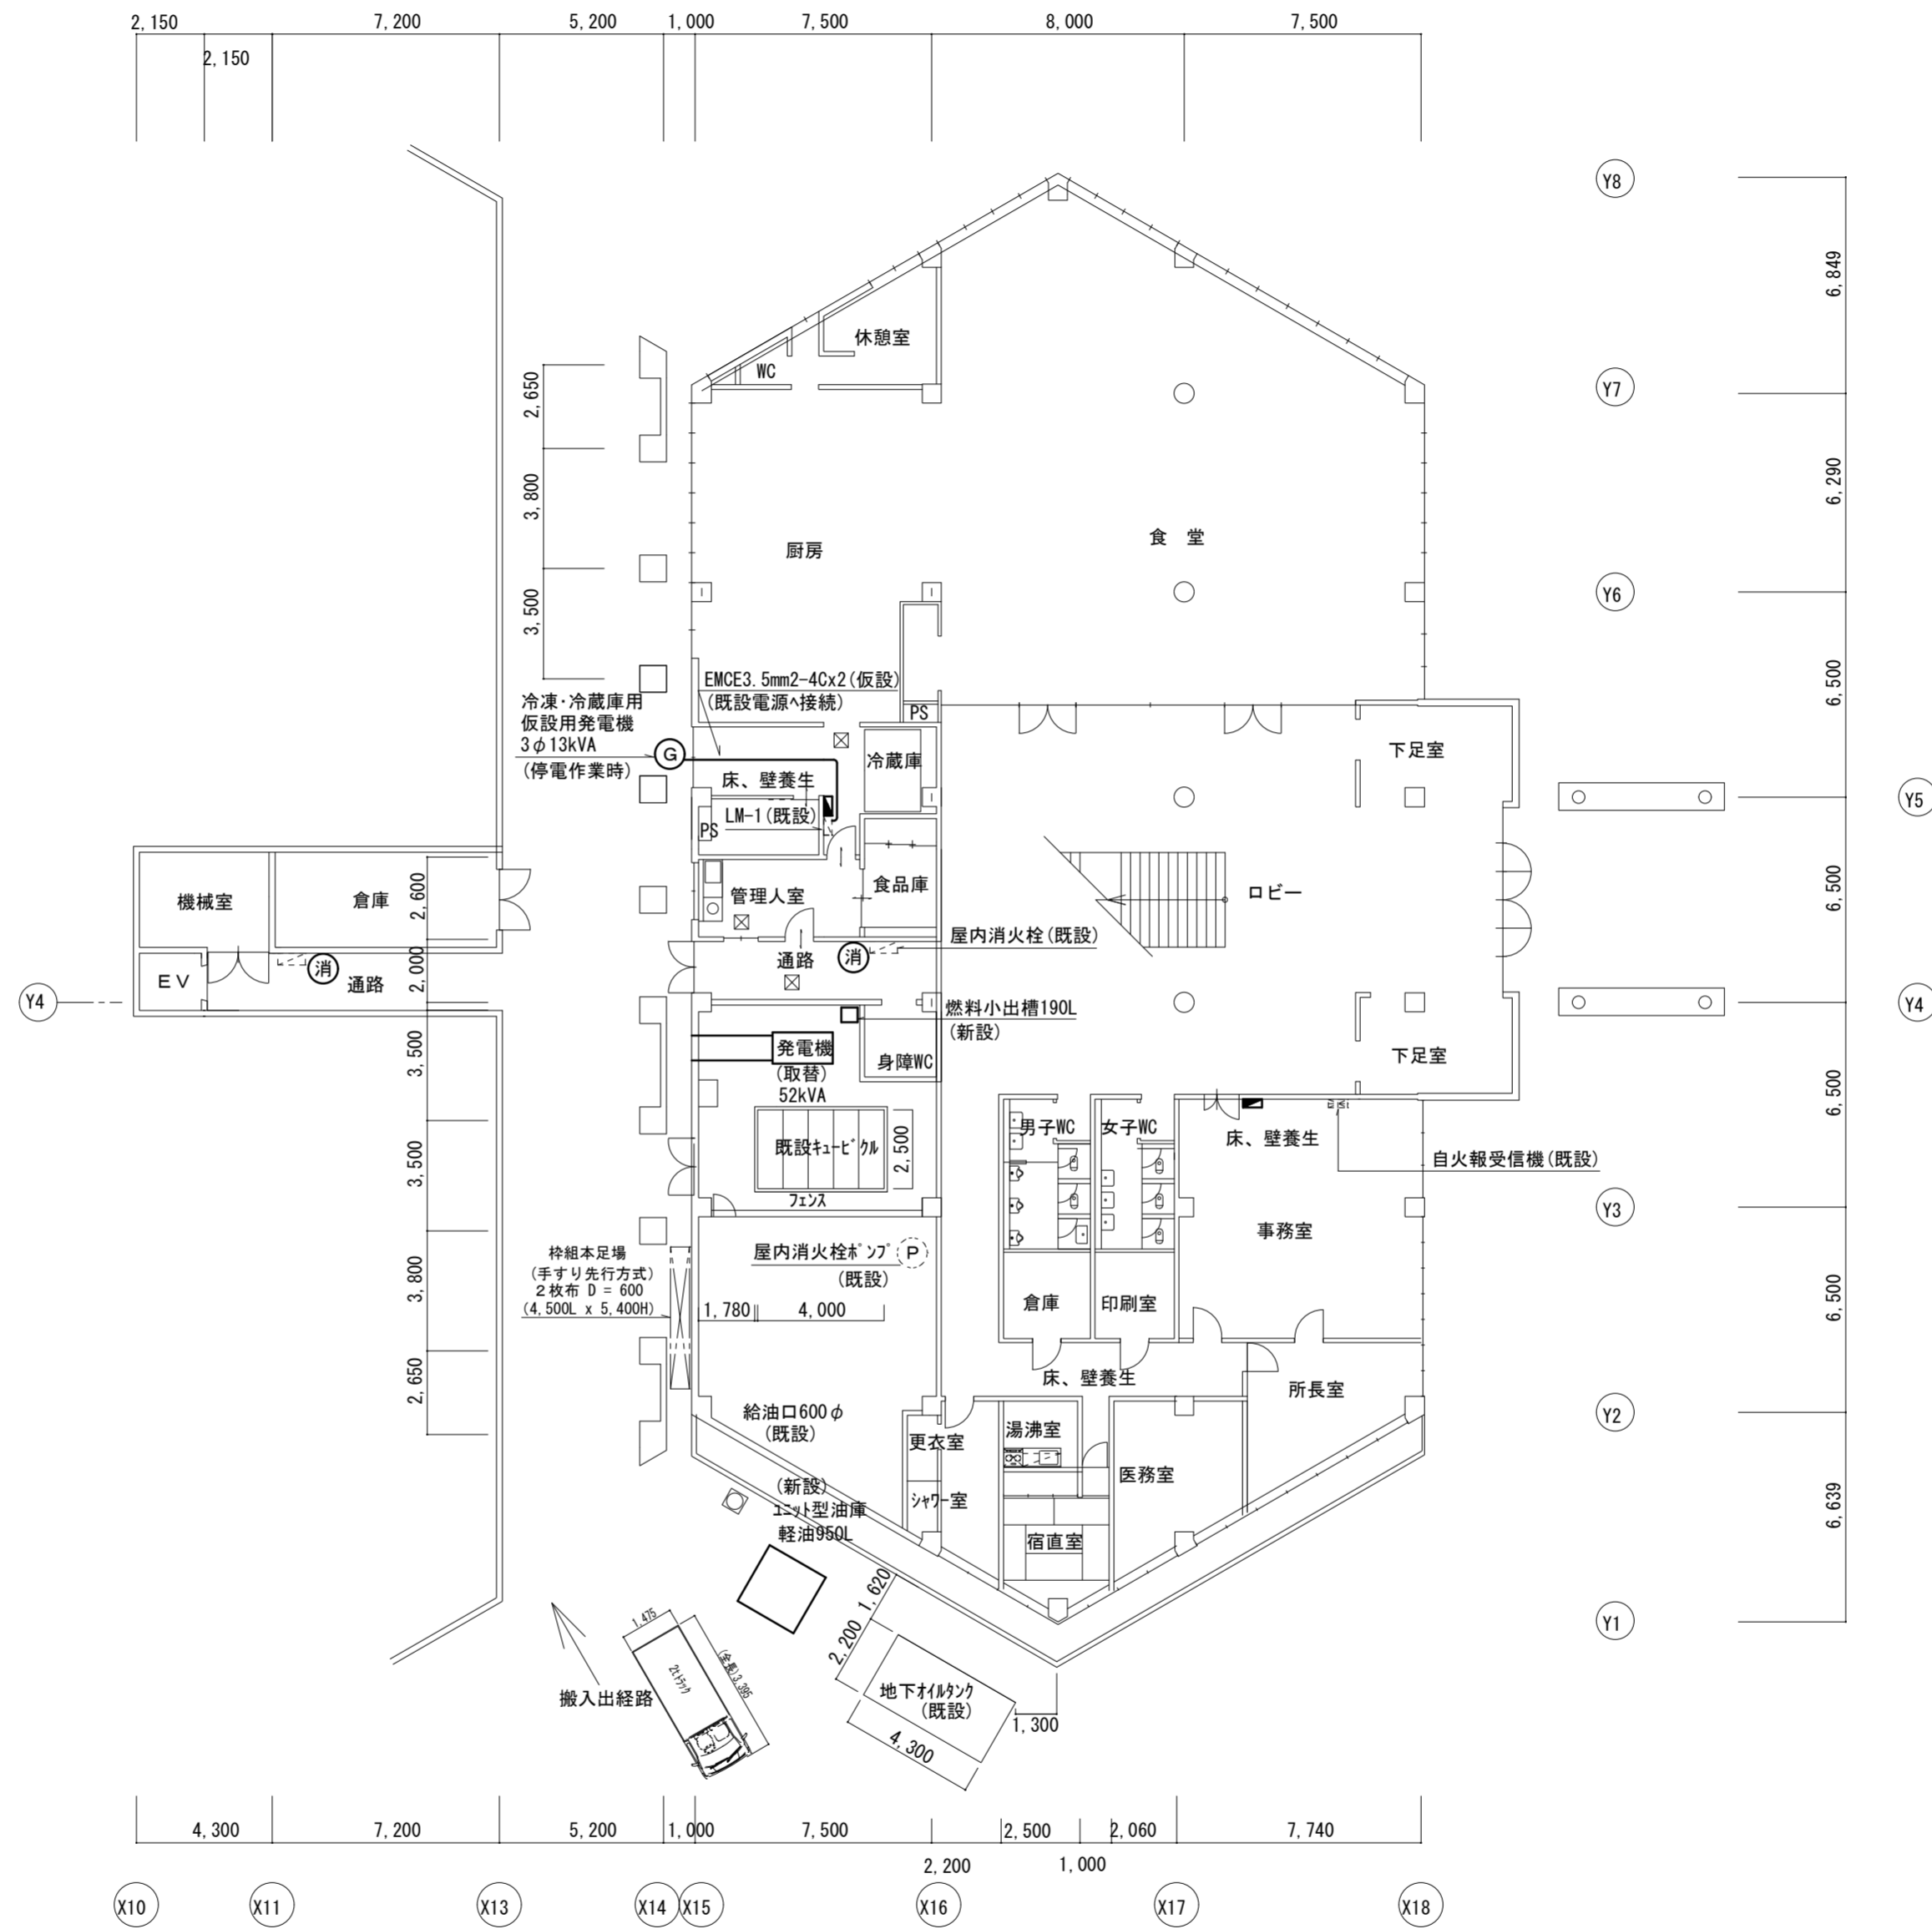 2,150
7,200
5,200
1,000
7,500
8,000
7,500
2,150
Y8
6,849
休憩室
WC
Y7
2,650
6,290
3,800
厨房
食 堂
Y6
3,500
6,500
EMCE3.5mm2-4Cx2(仮設)
(既設電源へ接続)
冷凍・冷蔵庫用
仮設用発電機
3φ13kVA
(停電作業時)
G
PS
下足室
冷蔵庫
床、壁養生
LM-1(既設)
PS
Y5
機械室
倉庫
2,600
管理人室
食品庫
ロビー
6,500
屋内消火栓(既設)
消
通路
消
EV
通路
2,000
Y4
Y4
燃料小出槽190L
(新設)
発電機
(取替)
52kVA
身障WC
下足室
3,500
6,500
男子WC
女子WC
床、壁養生
既設キュービクル
2,500
自火報受信機(既設)
3,500
フェンス
Y3
事務室
屋内消火栓ポンプ
P
(既設)
枠組本足場
(手すり先行方式)
2枚布 D = 600
(4,500L x 5,400H)
3,800
1,780
4,000
倉庫
印刷室
6,500
2,650
床、壁養生
所長室
給油口600φ
(既設)
Y2
更衣室
湯沸室
医務室
(新設)
ユニット型油庫
軽油950L
シャワー室
宿直室
6,639
1,620
2,200
Y1
1,475
2tトラック
(全長)3,395
搬入出経路
地下オイルタンク
(既設)
1,300
4,300
4,300
7,200
5,200
1,000
7,500
2,500
2,060
7,740
2,200
1,000
X10
X11
X13
X14
X15
X16
X17
X18